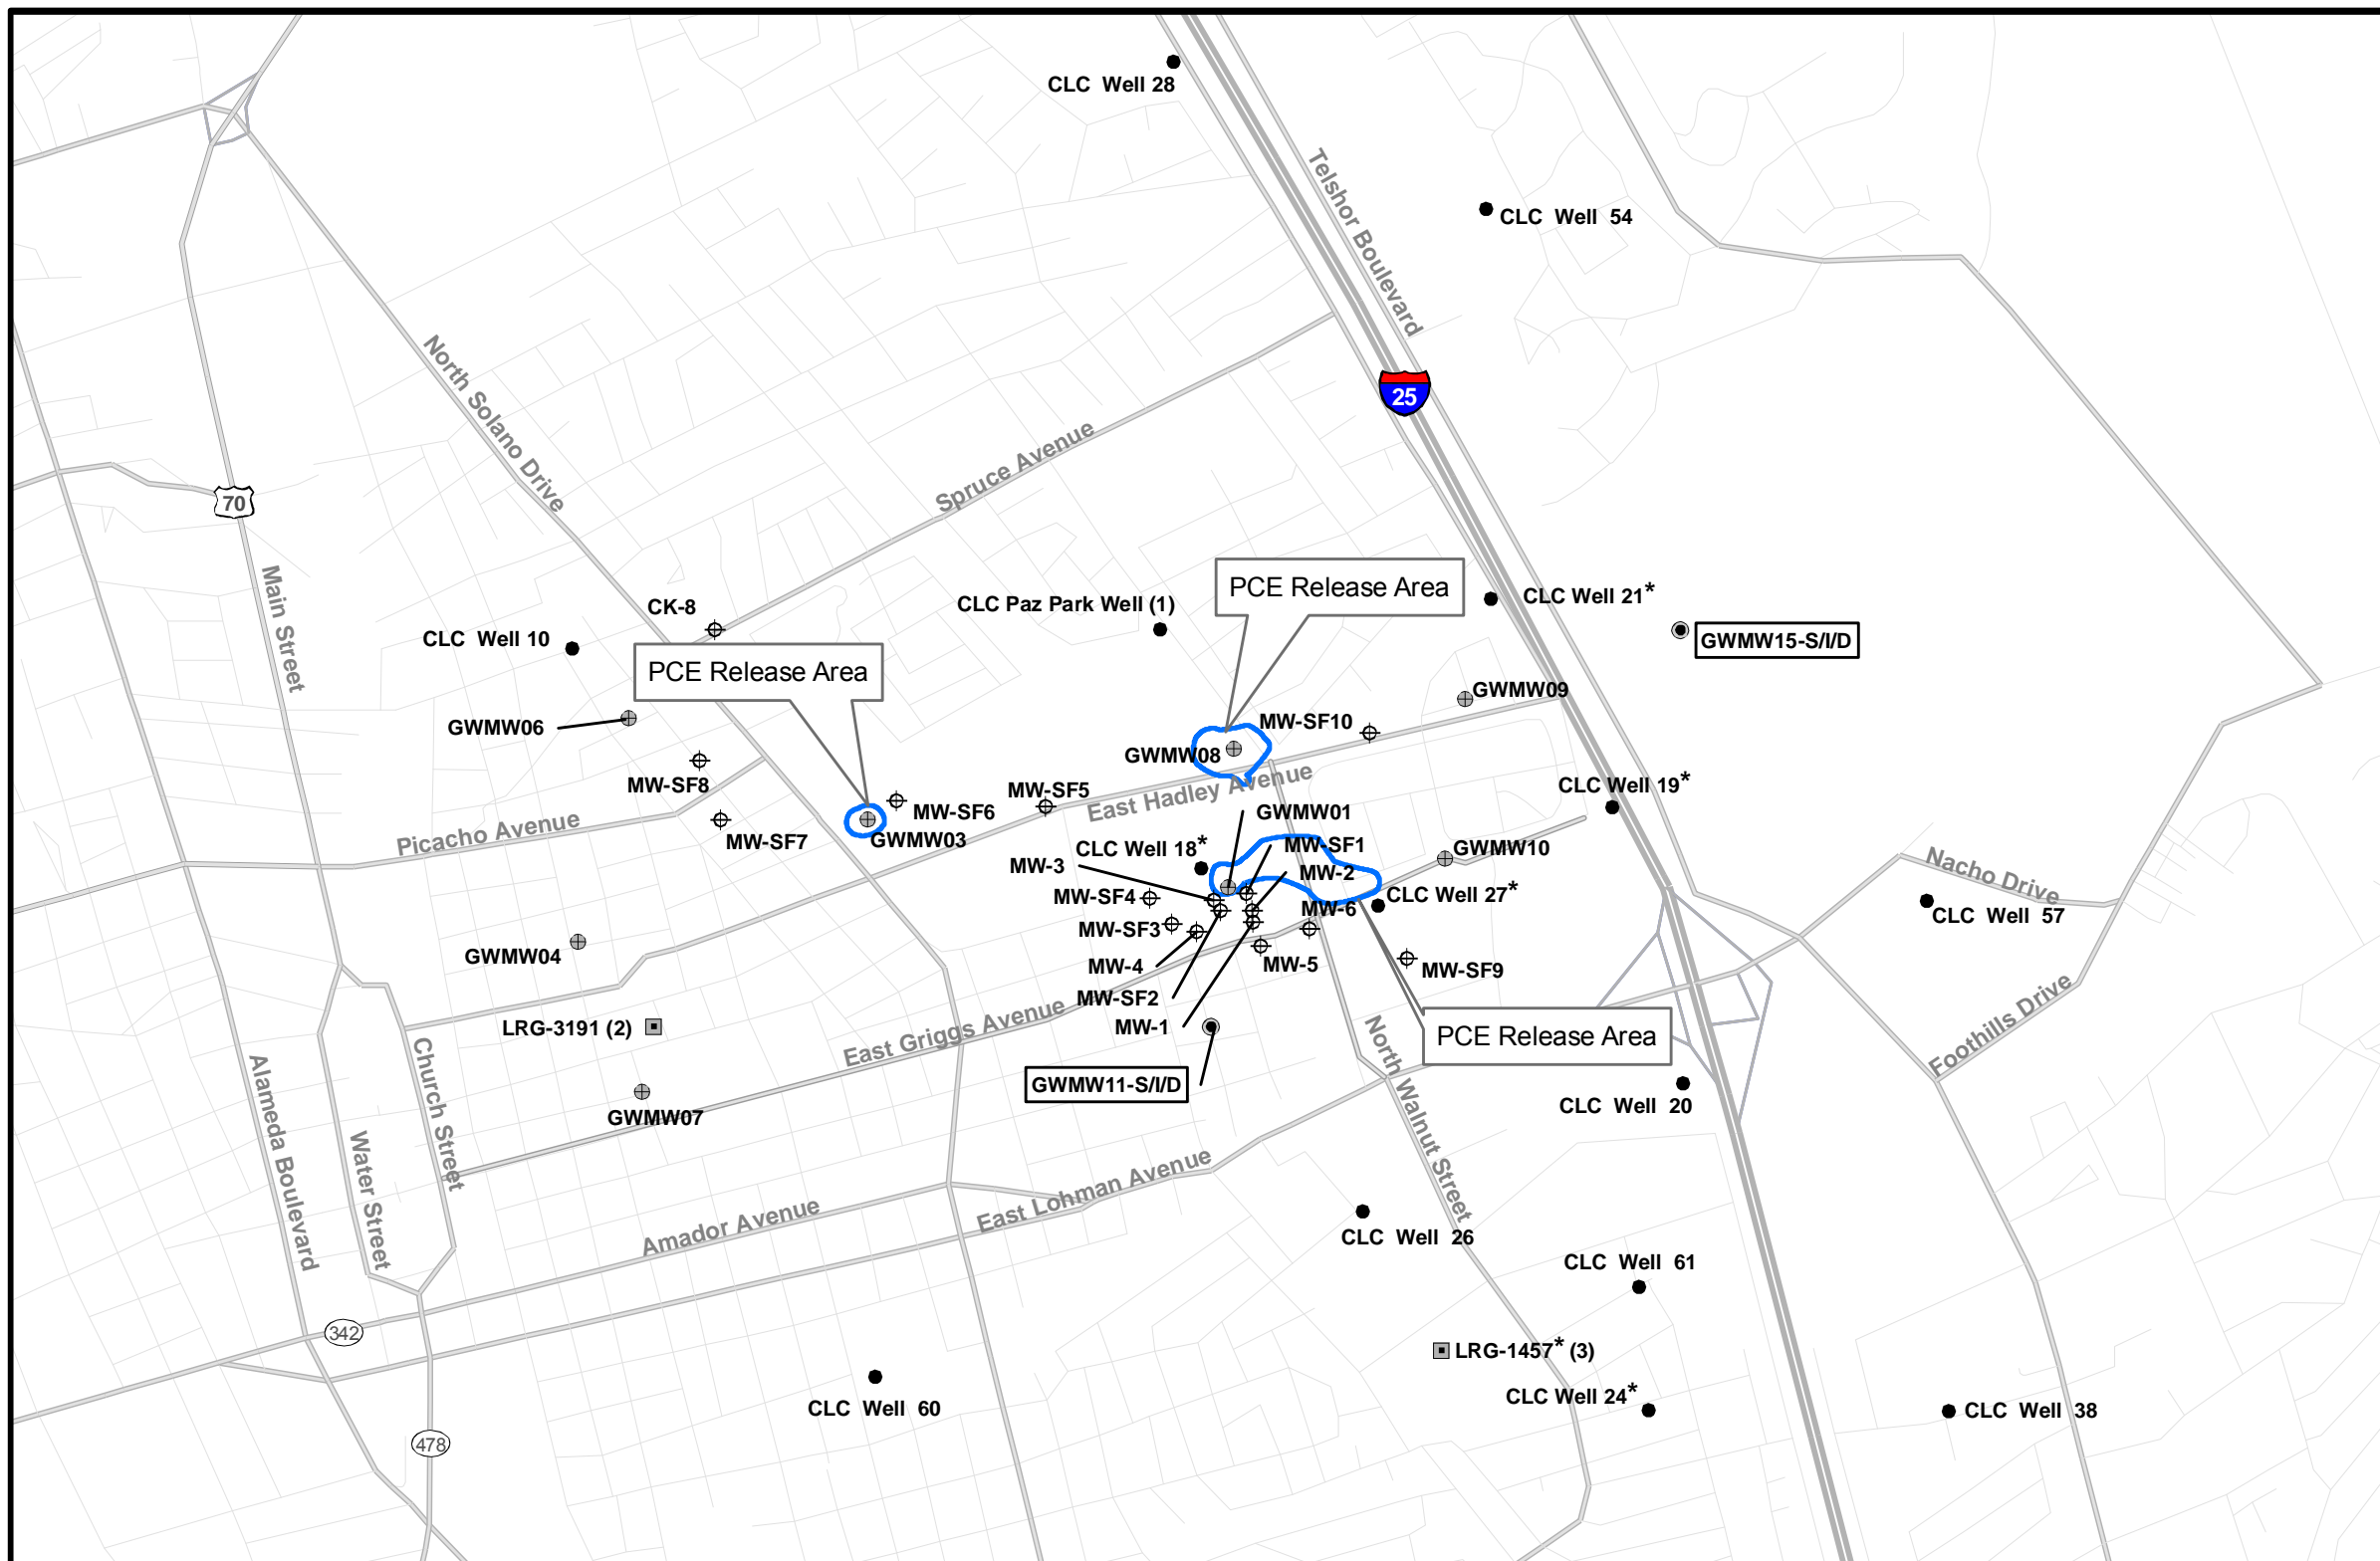 CLC Well 28
Telshor Boulevard
CLC Well 54
North Solano Drive
25
Spruce Avenue
70
Main Street
PCE Release Area
CK-8
CLC Paz Park Well (1)
CLC Well 21*
CLC Well 10
GWMW15-S/I/D
PCE Release Area
GWMW09
GWMW06
MW-SF10
GWMW08
MW-SF8
MW-SF5
East Hadley Avenue
CLC Well 19*
MW-SF6
GWMW01
Picacho Avenue
MW-SF7
GWMW03
MW-SF1
CLC Well 18*
GWMW10
MW-3
MW-2
Nacho Drive
MW-SF4
CLC Well 27*
MW-6
CLC Well 57
MW-SF3
GWMW04
MW-4
MW-5
MW-SF9
MW-SF2
LRG-3191 (2)
MW-1
East Griggs Avenue
PCE Release Area
Foothills Drive
GWMW11-S/I/D
Church Street
North Walnut Street
CLC Well 20
GWMW07
Alameda Boulevard
Water Street
East Lohman Avenue
Amador Avenue
CLC Well 26
CLC Well 61
342
LRG-1457* (3)
CLC Well 24*
CLC Well 60
CLC Well 38
478